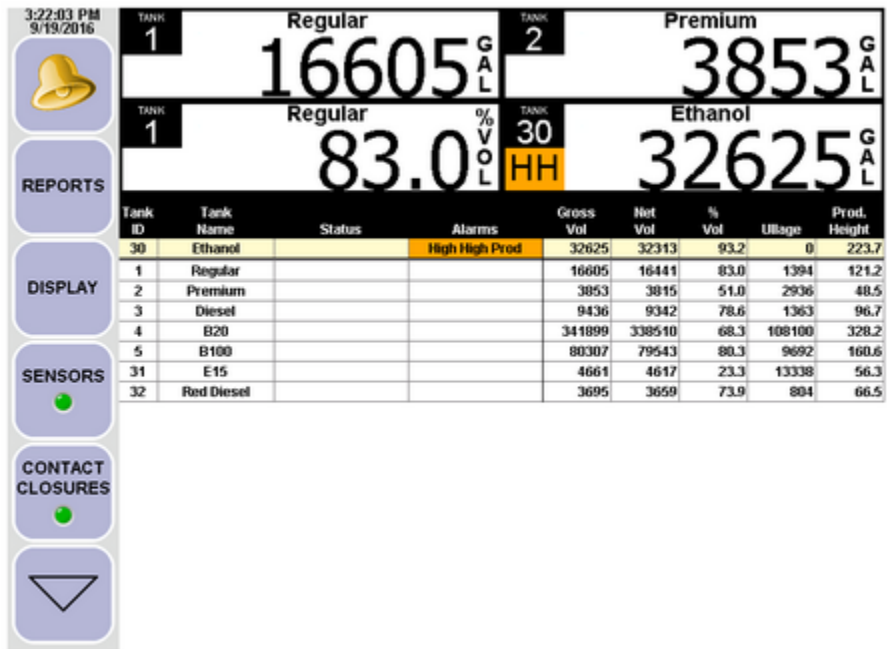 3:22:03 PM
9/19/2016
REPORTS
DISPLAY
SENSORS
CONTACT
CLOSURES
TANK 1 Regular 16605 GAL
TANK 2 Premium 3853 GAL
TANK 1 Regular 83.0 % VOL
TANK 30 HH Ethanol 32625 GAL
Tank ID Tank Name Status Alarms Gross Vol Net Vol % Vol Ullage Prod. Height
30 Ethanol High High Prod 32625 32313 93.2 0 223.7
1 Regular 16605 16441 83.0 1394 121.2
2 Premium 3853 3815 51.0 2936 48.5
3 Diesel 9436 9342 78.6 1363 96.7
4 B20 341899 338510 68.3 108100 328.2
5 B100 80307 79543 80.3 9692 160.6
31 E15 4661 4617 23.3 13338 56.3
32 Red Diesel 3695 3659 73.9 804 66.5